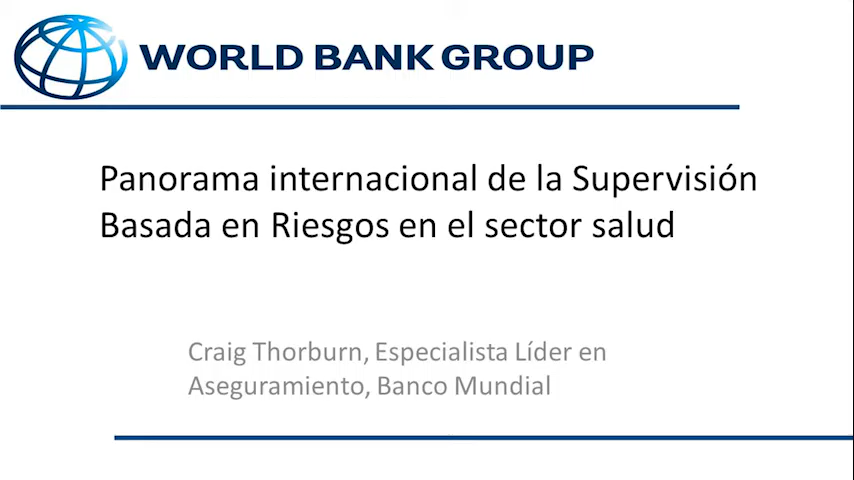 WORLD BANK GROUP
Panorama internacional de la Supervisión
Basada en Riesgos en el sector salud
Craig Thorburn, Especialista Líder en
Aseguramiento, Banco Mundial